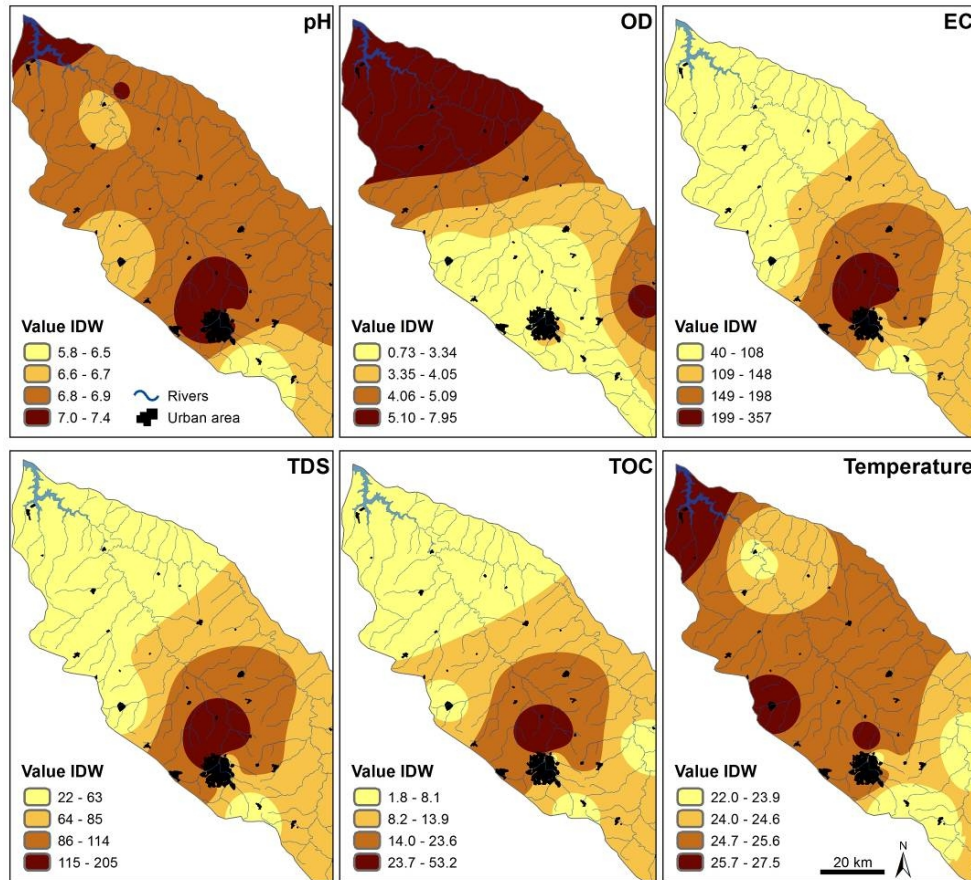 pH
Value IDW
5.8 - 6.5
6.6 - 6.7
6.8 - 6.9
7.0 - 7.4
Rivers
Urban area
OD
Value IDW
0.73 - 3.34
3.35 - 4.05
4.06 - 5.09
5.10 - 7.95
EC
Value IDW
40 - 108
109 - 148
149 - 198
199 - 357
TDS
Value IDW
22 - 63
64 - 85
86 - 114
115 - 205
TOC
Value IDW
1.8 - 8.1
8.2 - 13.9
14.0 - 23.6
23.7 - 53.2
Temperature
Value IDW
22.0 - 23.9
24.0 - 24.6
24.7 - 25.6
25.7 - 27.5
20 km
N